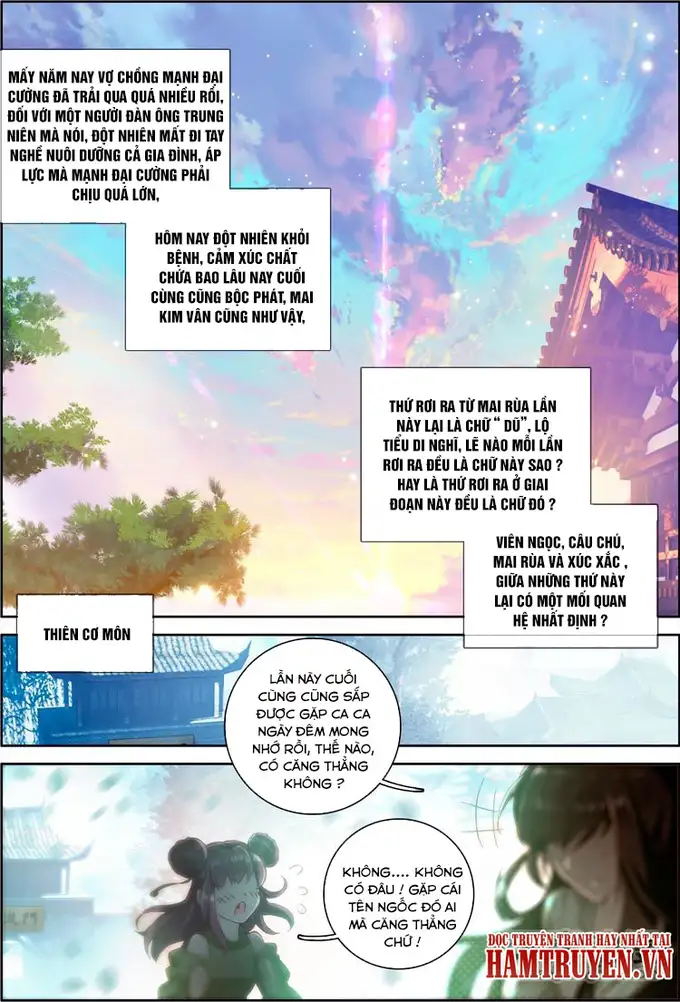 MẤY NĂM NAY VỢ CHỒNG MẠNH ĐẠI
CƯỜNG ĐÃ TRẢI QUA QUÁ NHIỀU RỒI,
ĐỐI VỚI MỘT NGƯỜI ĐÀN ÔNG TRUNG
NIÊN MÀ NÓI, ĐỘT NHIÊN MẤT ĐI TAY
NGHỀ NUÔI DƯỠNG CẢ GIA ĐÌNH, ÁP
LỰC MÀ MẠNH ĐẠI CƯỜNG PHẢI
CHỊU QUÁ LỚN,
HÔM NAY ĐỘT NHIÊN KHỎI
BỆNH, CẢM XÚC CHẤT
CHỨA BAO LÂU NAY CUỐI
CÙNG CŨNG BỘC PHÁT, MAI
KIM VÂN CŨNG NHƯ VẬY,
THỨ RƠI RA TỪ MAI RÙA LẦN
NÀY LẠI LÀ CHỮ “ DŨ”, LỘ
TIỂU DI NGHĨ, LẼ NÀO MỖI LẦN
RƠI RA ĐỀU LÀ CHỮ NÀY SAO ?
HAY LÀ THỨ RƠI RA Ở GIAI
ĐOẠN NÀY ĐỀU LÀ CHỮ ĐÓ ?
VIÊN NGỌC, CÂU CHÚ,
MAI RÙA VÀ XÚC XẮC ,
GIỮA NHỮNG THỨ NÀY
LẠI CÓ MỘT MỐI QUAN
HỆ NHẤT ĐỊNH ?
THIÊN CƠ MÔN
LẦN NÀY CUỐI
CÙNG CŨNG SẮP
ĐƯỢC GẶP CA CA
NGÀY ĐÊM MONG
NHỚ RỒI, THẾ NÀO,
CÓ CĂNG THẲNG
KHÔNG ?
KHÔNG.... KHÔNG
CÓ ĐÂU ! GẶP CÁI
TÊN NGỐC ĐÓ AI
MÀ CĂNG THẲNG
CHỨ !
ĐỌC TRUYỆN TRANH HAY NHẤT TẠI
HAMTRUYEN.VN